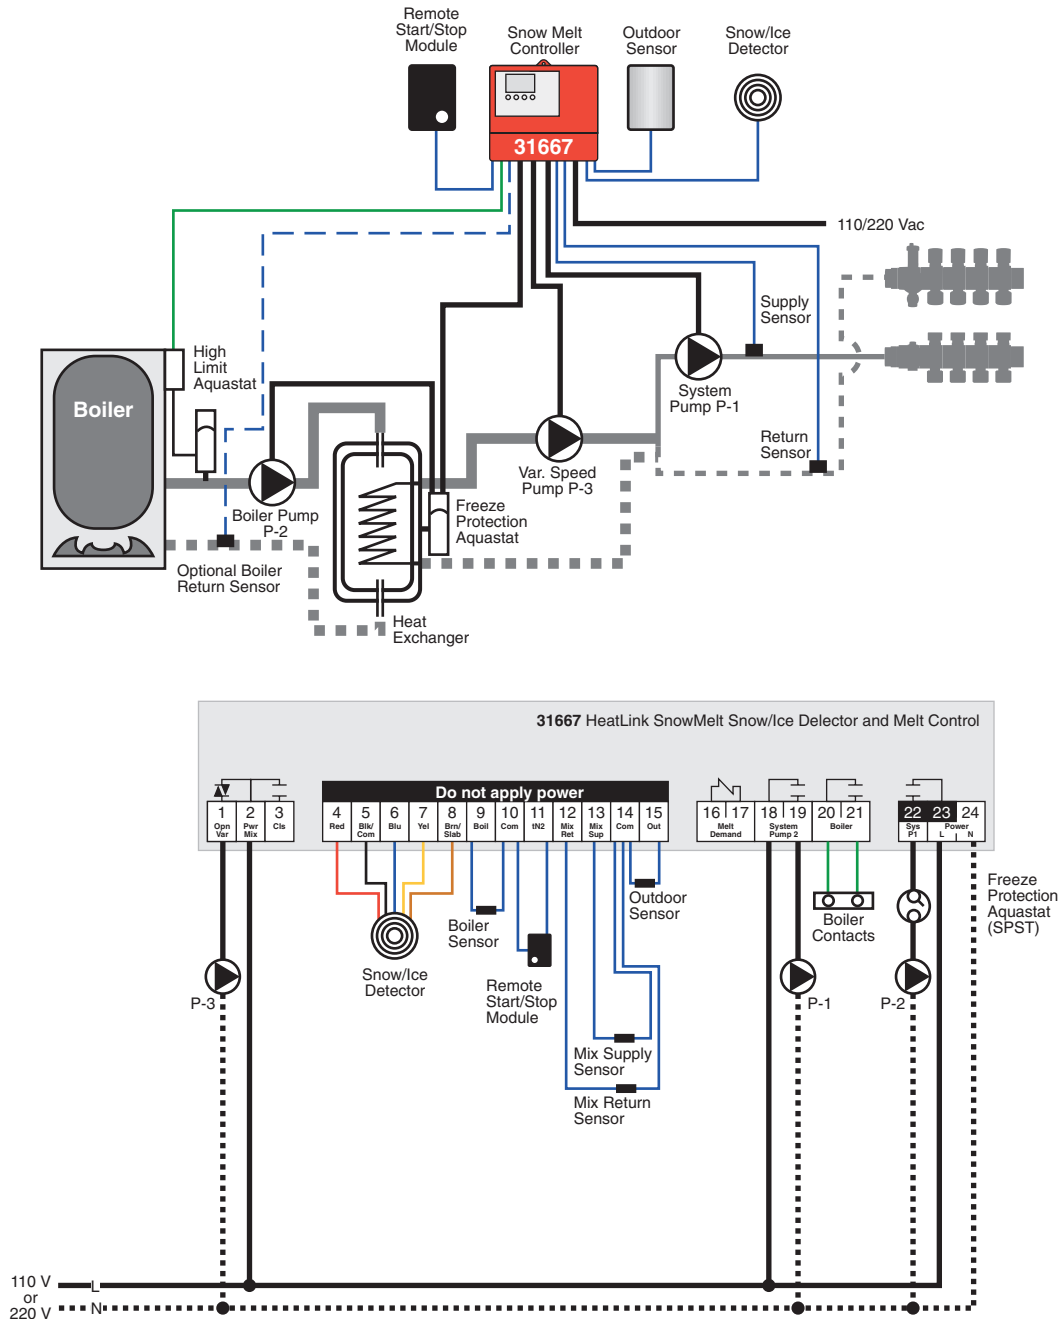 Remote
Start/Stop
Module
Snow Melt
Controller
Outdoor
Sensor
Snow/Ice
Detector
31667
110/220 Vac
Supply
Sensor
High
Limit
Aquastat
Boiler
System
Pump P-1
Return
Sensor
Var. Speed
Pump P-3
Boiler Pump
P-2
Freeze
Protection
Aquastat
Optional Boiler
Return Sensor
Heat
Exchanger
31667 HeatLink SnowMelt Snow/Ice Delector and Melt Control
Do not apply power
1 2 3
Opn Var Pwr Mix Cls
4 5 6 7 8 9 10 11 12 13 14 15
Red Blk/Com Blu Yel Brn/Slab Boil Com tN2 Mix Ret Mix Sup Com Out
16 17 18 19 20 21
Melt Demand System Pump 2 Boiler
22 23 24
Sys P1 Power L N
Freeze
Protection
Aquastat
(SPST)
Outdoor
Sensor
Boiler
Sensor
Boiler
Contacts
Snow/Ice
Detector
Remote
Start/Stop
Module
P-3
P-1
P-2
Mix Supply
Sensor
Mix Return
Sensor
110 V
or
220 V
L
N